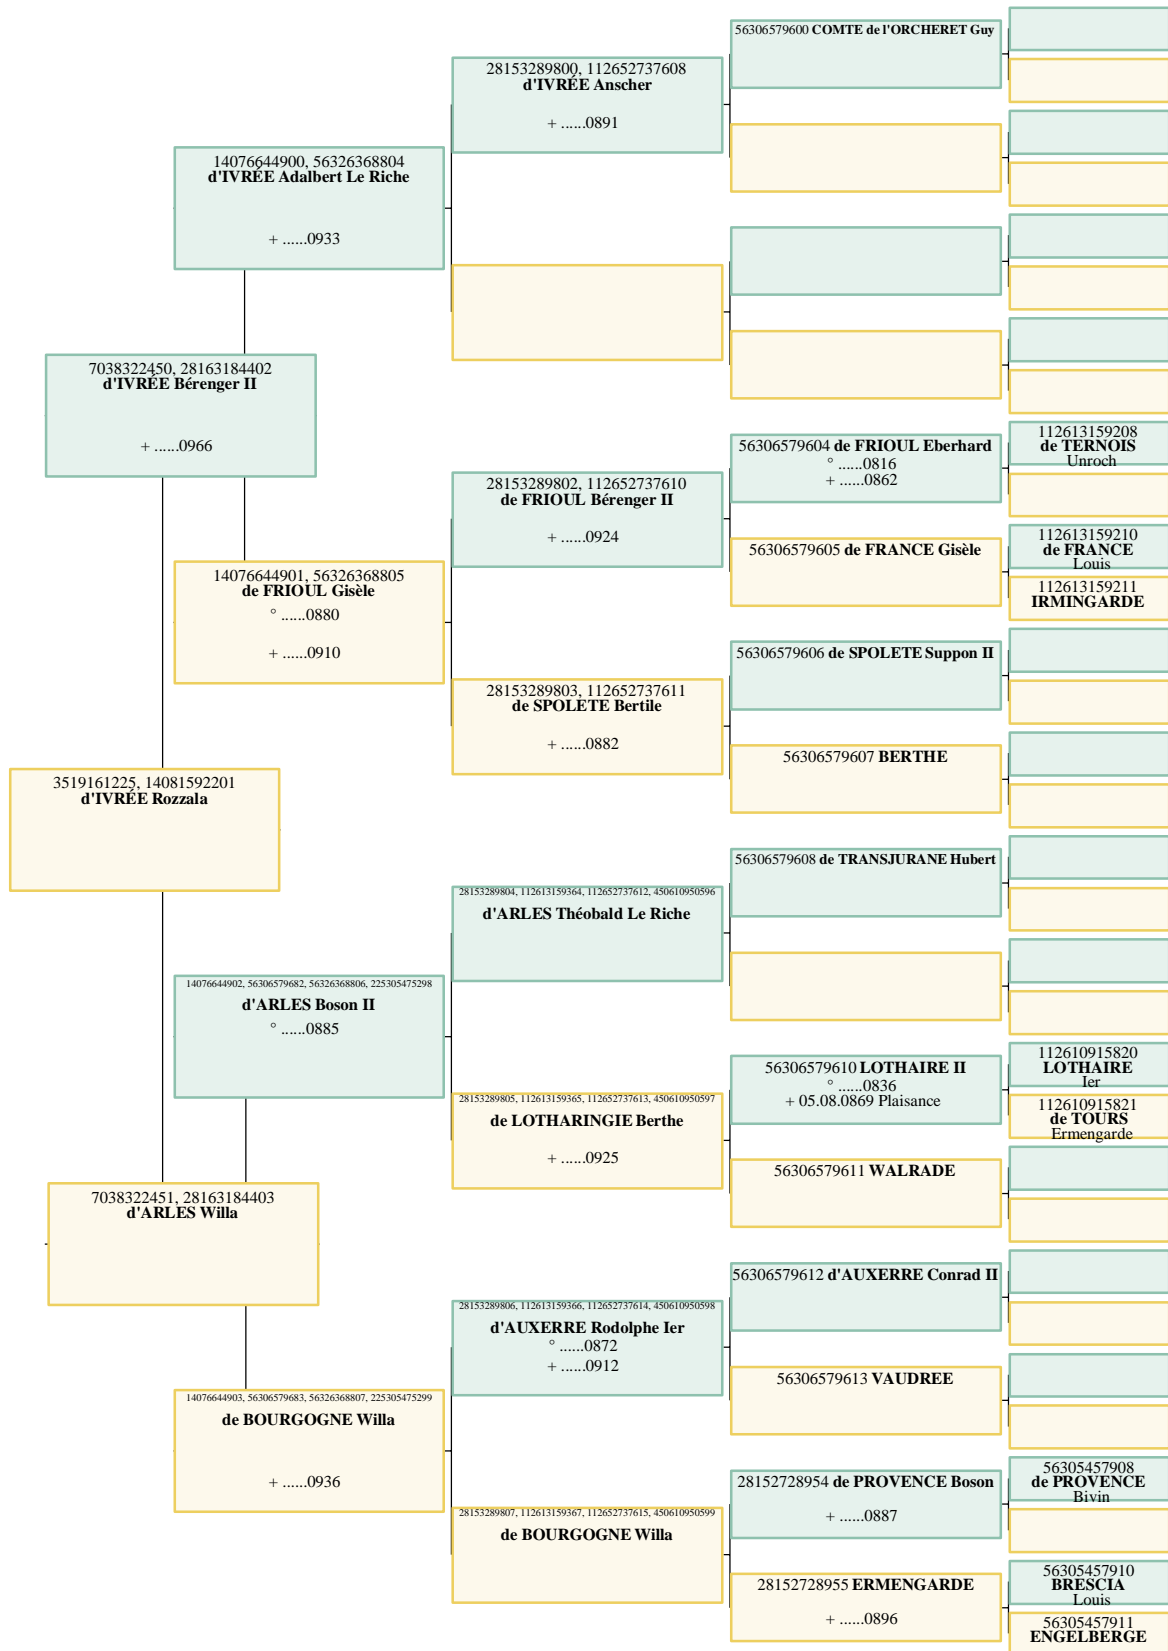 56306579600 COMTE de l'ORCHERET Guy
28153289800, 112652737608
d'IVRÉE Anscher
+ ......0891
14076644900, 56326368804
d'IVRÉE Adalbert Le Riche
+ ......0933
7038322450, 28163184402
d'IVRÉE Bérenger II
+ ......0966
56306579604 de FRIOUL Eberhard
° ......0816
+ ......0862
112613159208
de TERNOIS
Unroch
28153289802, 112652737610
de FRIOUL Bérenger II
+ ......0924
56306579605 de FRANCE Gisèle
112613159210
de FRANCE
Louis
112613159211
IRMINGARDE
14076644901, 56326368805
de FRIOUL Gisèle
° ......0880
+ ......0910
56306579606 de SPOLETE Suppon II
28153289803, 112652737611
de SPOLETE Bertile
+ ......0882
56306579607 BERTHE
3519161225, 14081592201
d'IVRÉE Rozzala
56306579608 de TRANSJURANE Hubert
28153289804, 112613159364, 112652737612, 450610950596
d'ARLES Théobald Le Riche
14076644902, 56306579682, 56326368806, 225305475298
d'ARLES Boson II
° ......0885
56306579610 LOTHAIRE II
° ......0836
+ 05.08.0869 Plaisance
112610915820
LOTHAIRE
Ier
112610915821
de TOURS
Ermengarde
28153289805, 112613159365, 112652737613, 450610950597
de LOTHARINGIE Berthe
+ ......0925
56306579611 WALRADE
7038322451, 28163184403
d'ARLES Willa
56306579612 d'AUXERRE Conrad II
28153289806, 112613159366, 112652737614, 450610950598
d'AUXERRE Rodolphe Ier
° ......0872
+ ......0912
56306579613 VAUDREE
14076644903, 56306579683, 56326368807, 225305475299
de BOURGOGNE Willa
+ ......0936
28152728954 de PROVENCE Boson
+ ......0887
56305457908
de PROVENCE
Bivin
28153289807, 112613159367, 112652737615, 450610950599
de BOURGOGNE Willa
28152728955 ERMENGARDE
+ ......0896
56305457910
BRESCIA
Louis
56305457911
ENGELBERGE